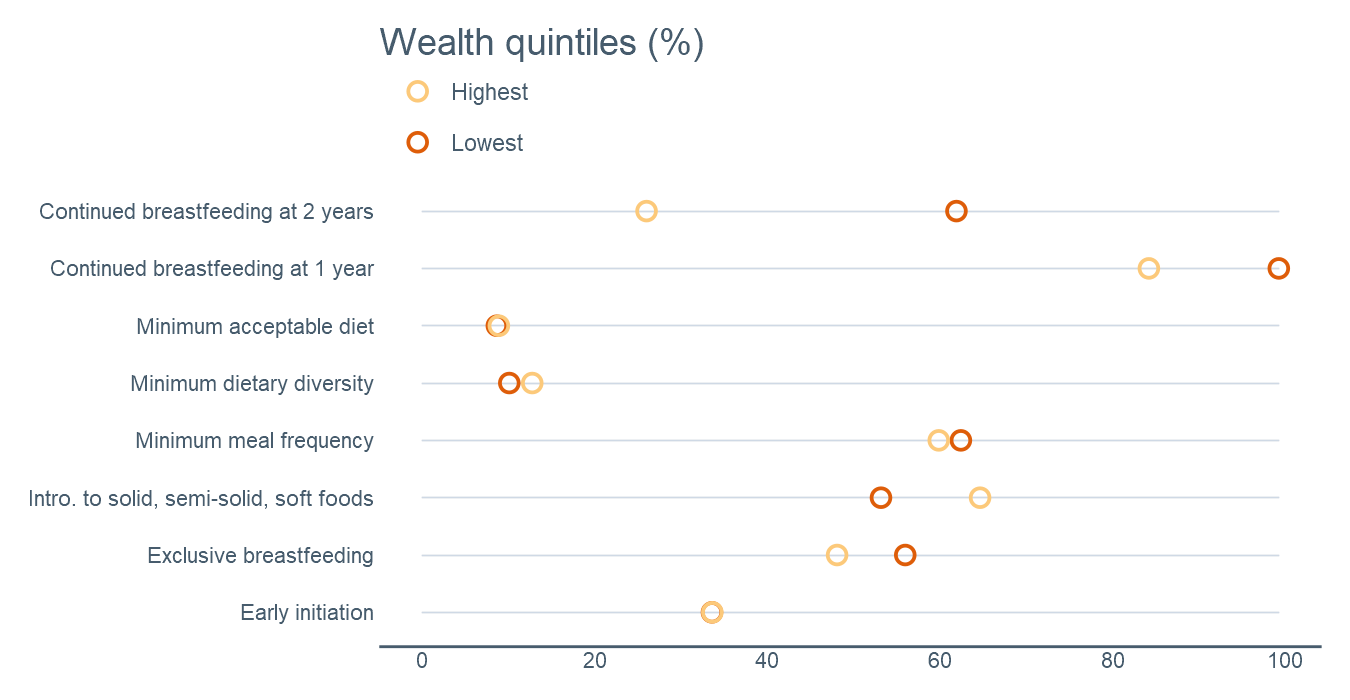 Wealth quintiles (%)
Highest
Lowest
Continued breastfeeding at 2 years
Continued breastfeeding at 1 year
Minimum acceptable diet
Minimum dietary diversity
Minimum meal frequency
Intro. to solid, semi-solid, soft foods
Exclusive breastfeeding
Early initiation
0 20 40 60 80 100